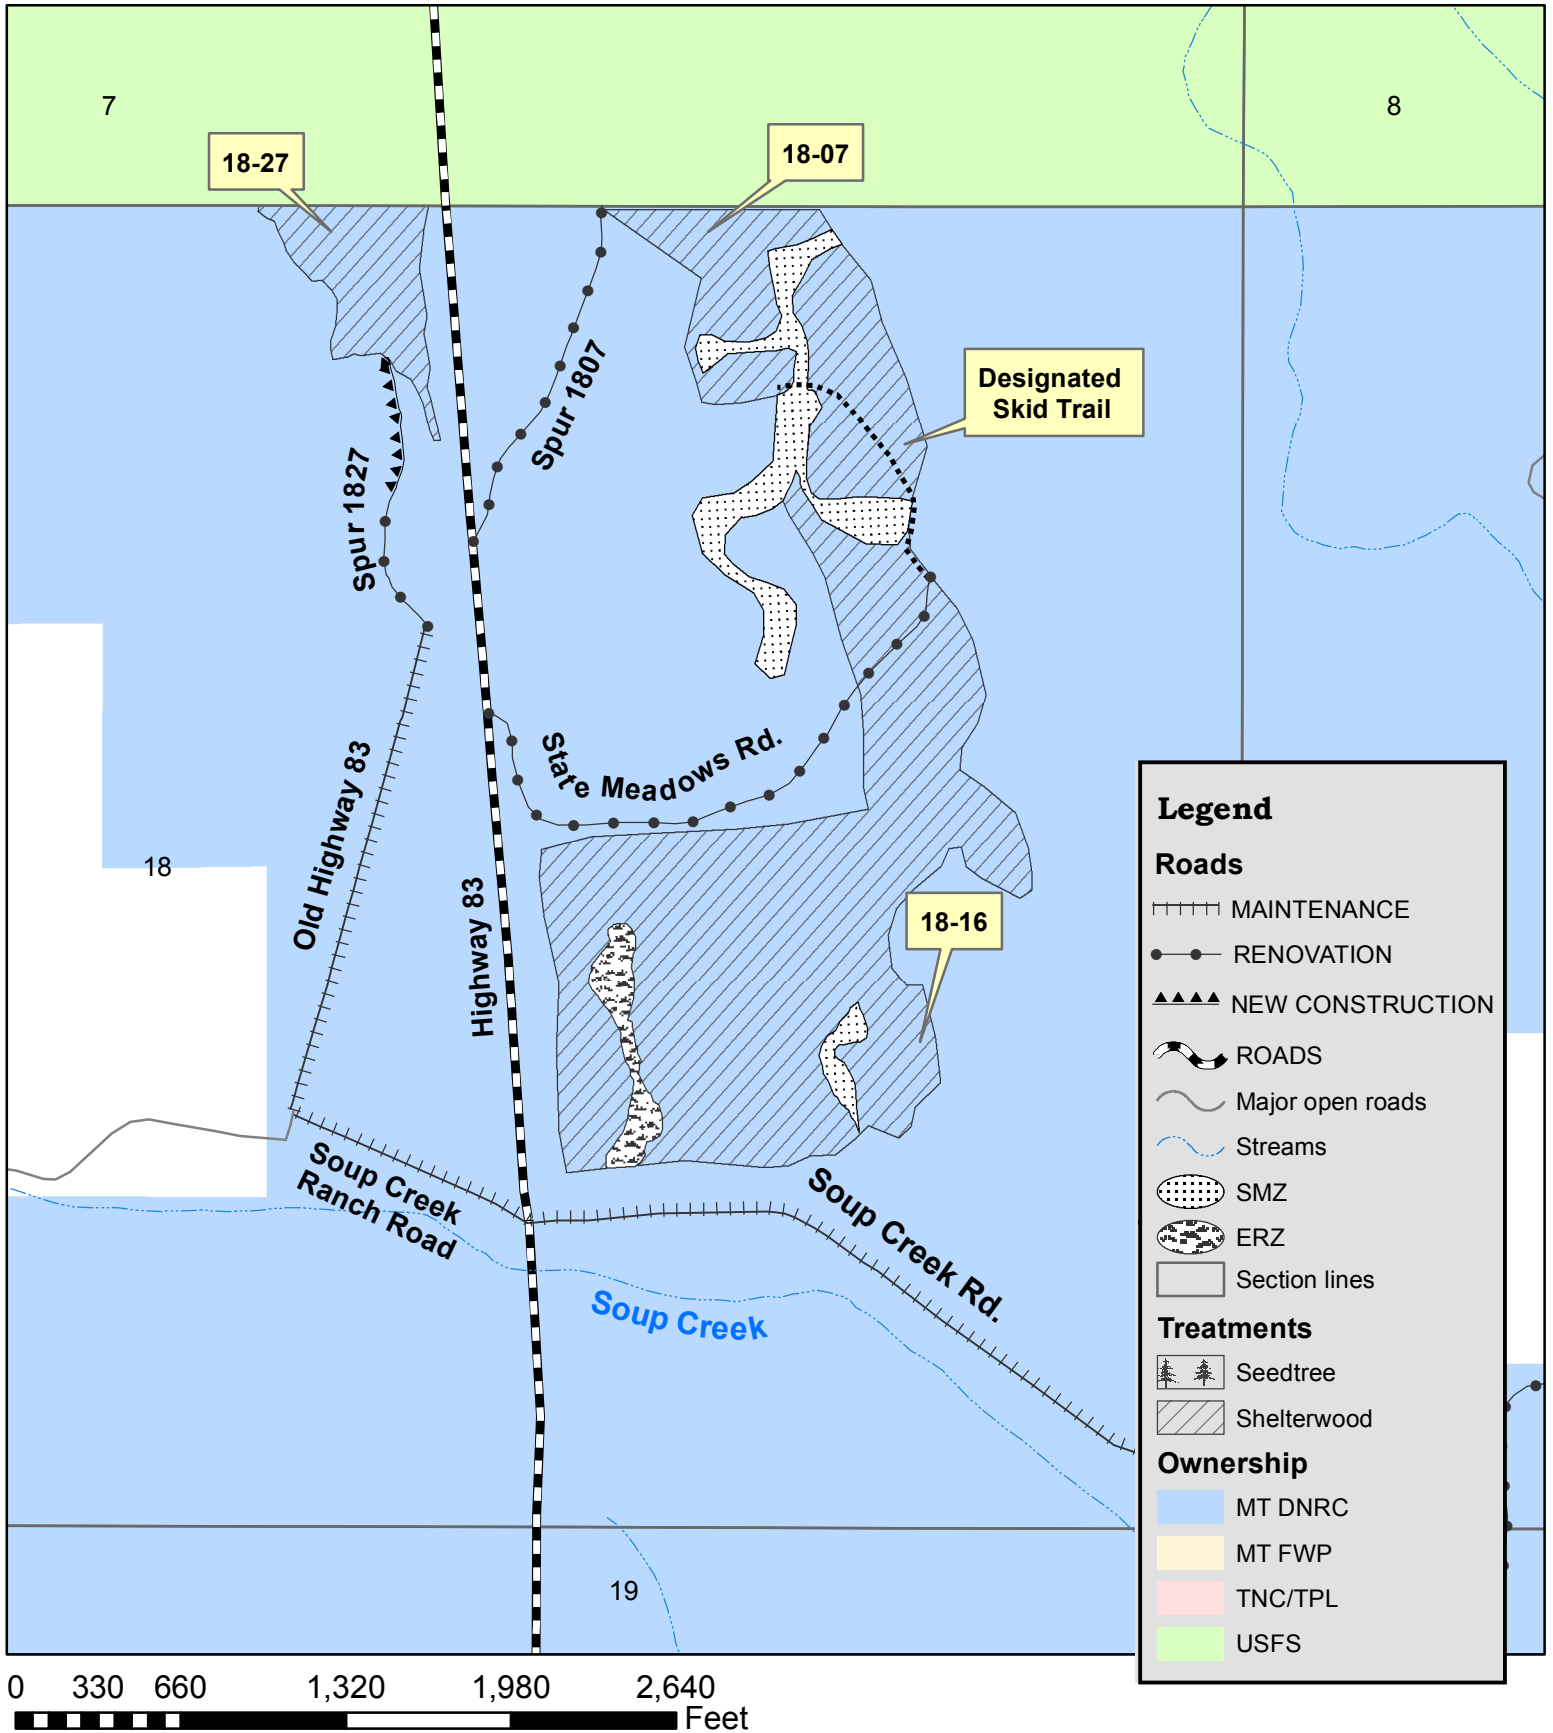 7
8
18-27
18-07
Designated
Skid Trail
Spur 1807
Spur 1827
State Meadows Rd.
Old Highway 83
18
Highway 83
18-16
Soup Creek
Ranch Road
Soup Creek Rd.
Soup Creek
19
Legend
Roads
MAINTENANCE
RENOVATION
NEW CONSTRUCTION
ROADS
Major open roads
Streams
SMZ
ERZ
Section lines
Treatments
Seedtree
Shelterwood
Ownership
MT DNRC
MT FWP
TNC/TPL
USFS
0 330 660 1,320 1,980 2,640
Feet